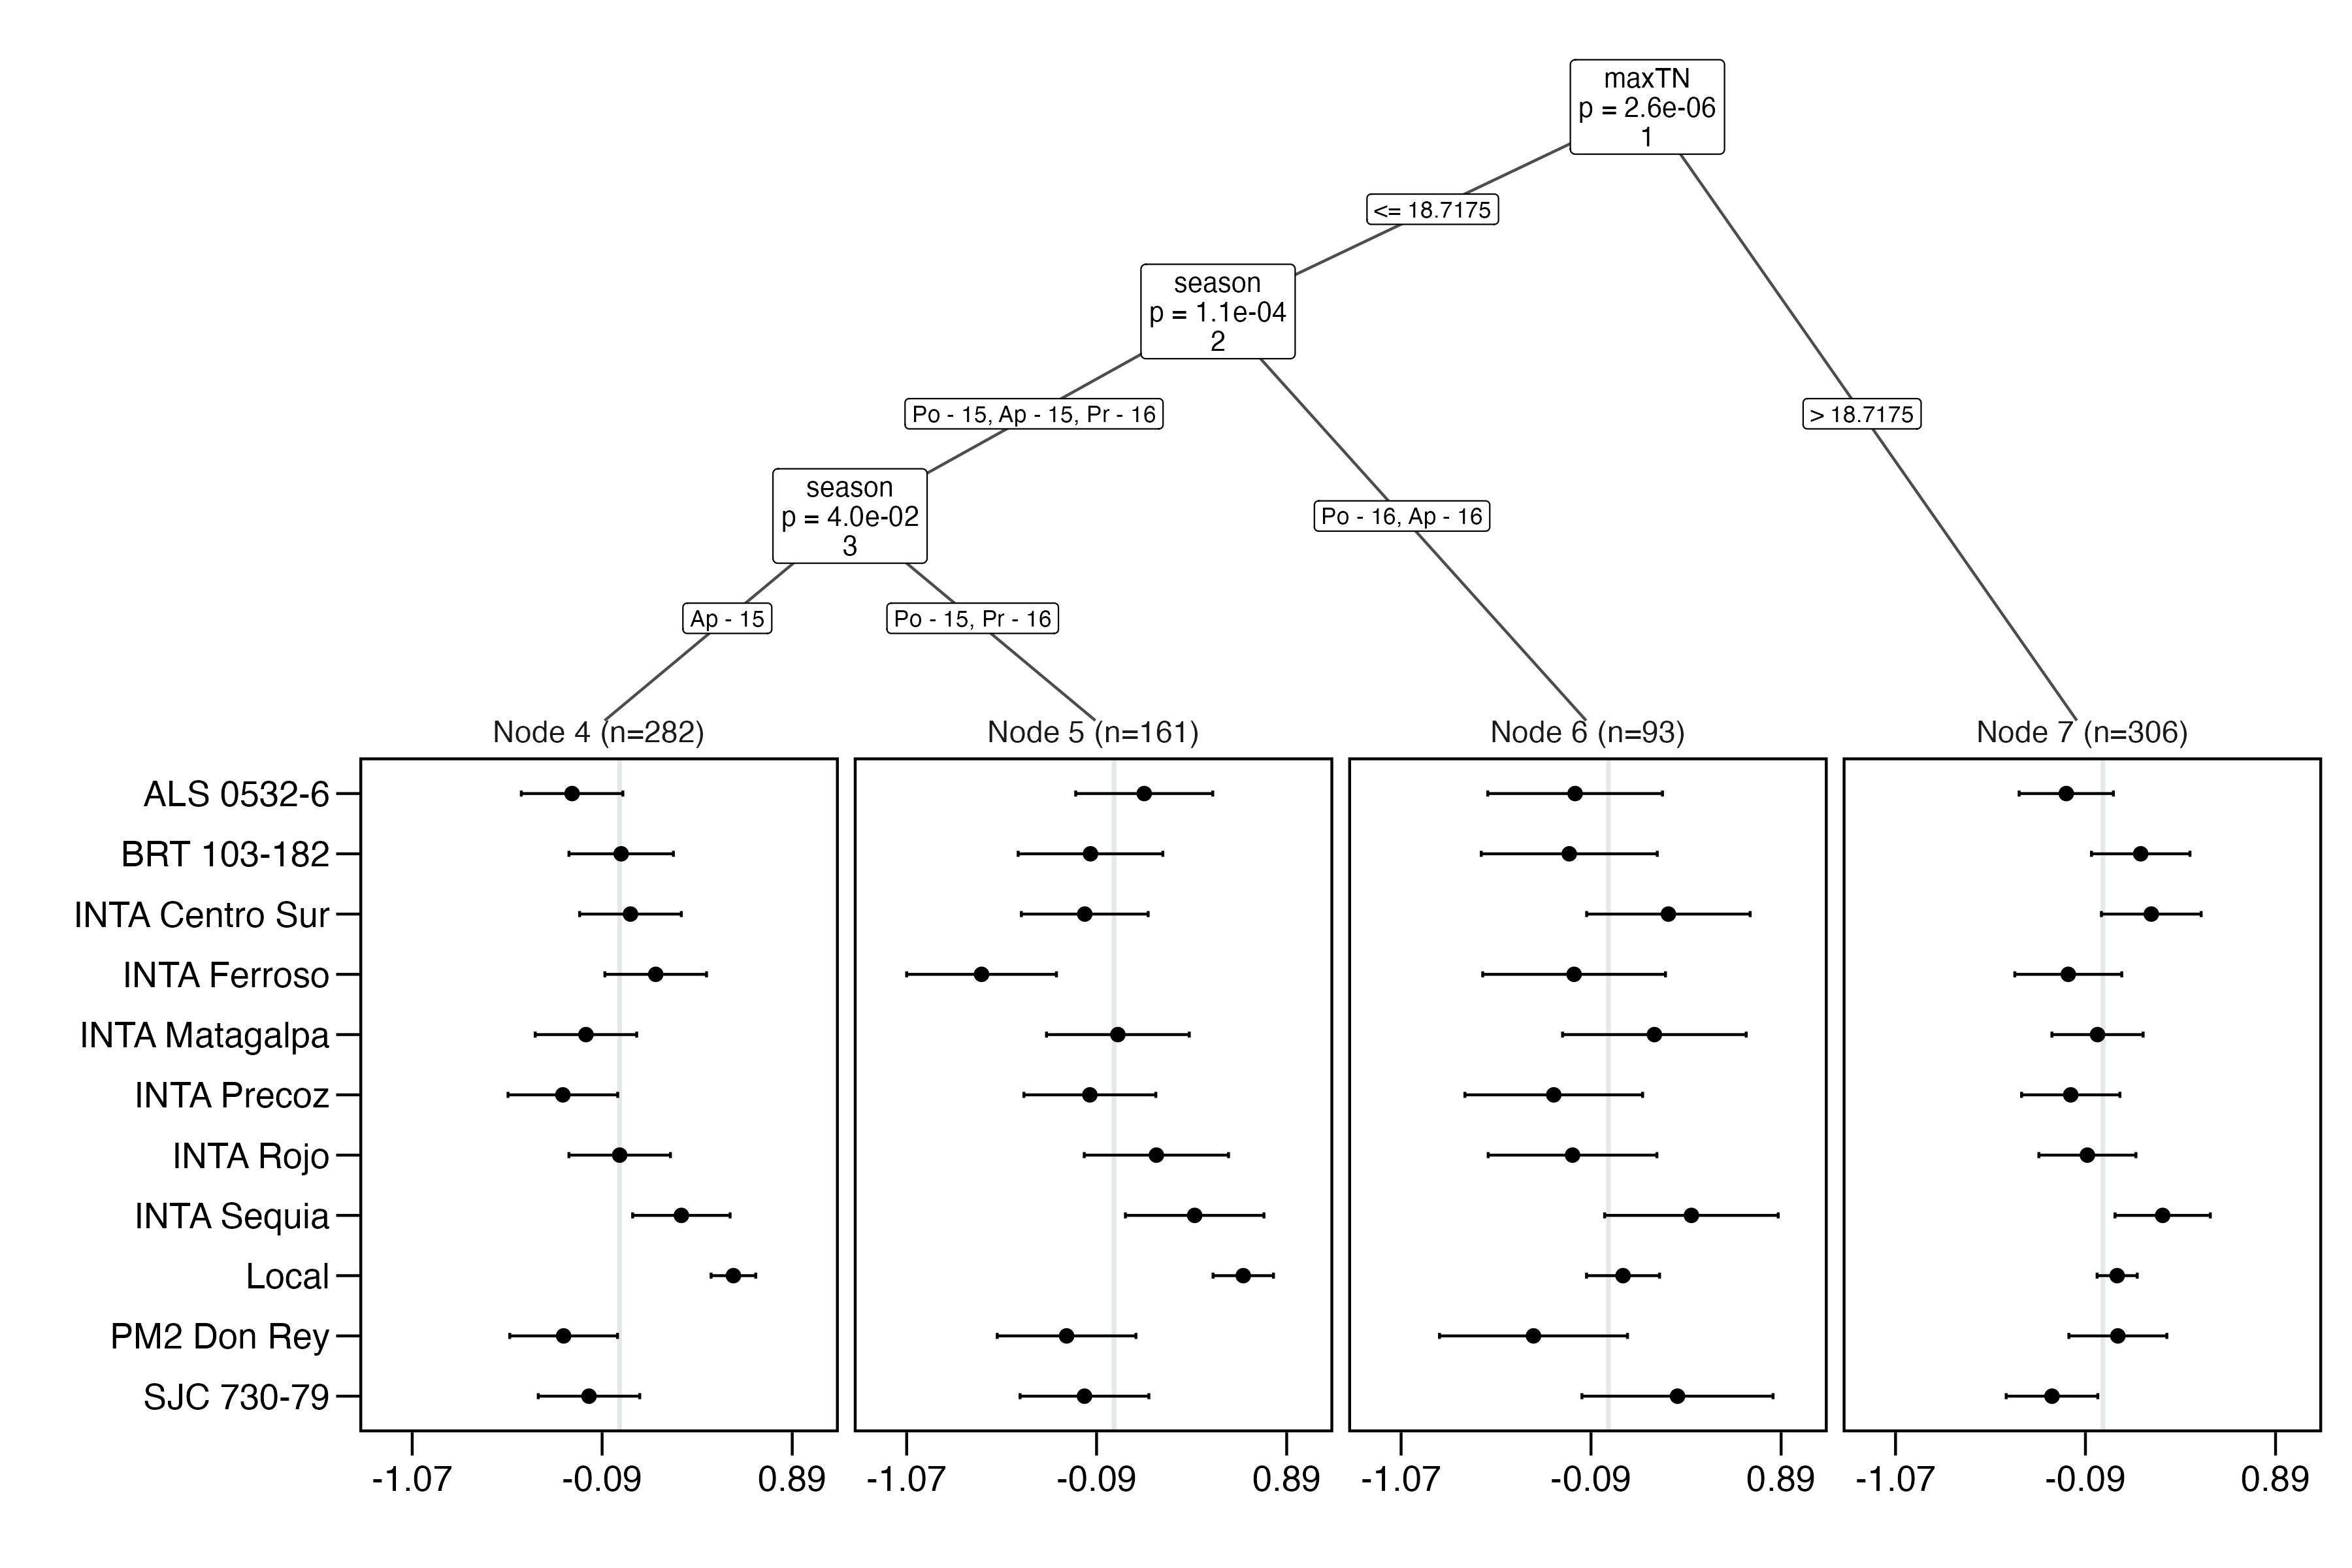 maxTN
p = 2.6e-06
1
<= 18.7175
season
p = 1.1e-04
2
Po - 15, Ap - 15, Pr - 16
> 18.7175
season
p = 4.0e-02
3
Po - 16, Ap - 16
Ap - 15
Po - 15, Pr - 16
Node 4 (n=282)
Node 5 (n=161)
Node 6 (n=93)
Node 7 (n=306)
ALS 0532-6
BRT 103-182
INTA Centro Sur
INTA Ferroso
INTA Matagalpa
INTA Precoz
INTA Rojo
INTA Sequia
Local
PM2 Don Rey
SJC 730-79
-1.07 -0.09 0.89
-1.07 -0.09 0.89
-1.07 -0.09 0.89
-1.07 -0.09 0.89